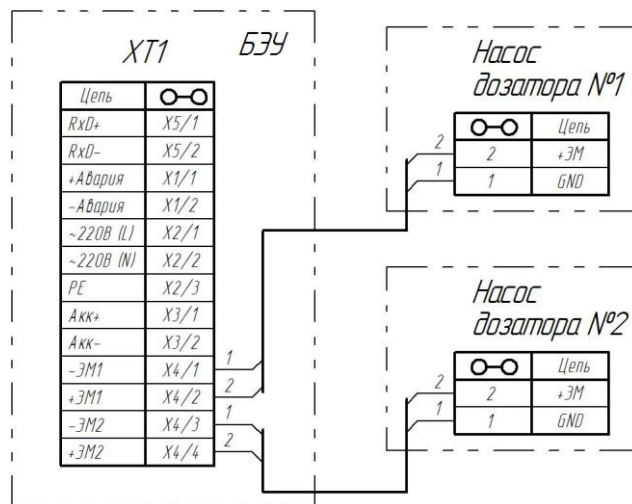 XT1
БЭУ
Цепь
RxD+ X5/1
RxD- X5/2
+Авария X1/1
-Авария X1/2
~220В (L) X2/1
~220В (N) X2/2
PE X2/3
Акк+ X3/1
Акк- X3/2
-ЭМ1 X4/1 1
+ЭМ1 X4/2 2
-ЭМ2 X4/3 1
+ЭМ2 X4/4 2
Насос
дозатора №1
Цепь
2 2 +ЭМ
1 1 GND
Насос
дозатора №2
Цепь
2 2 +ЭМ
1 1 GND